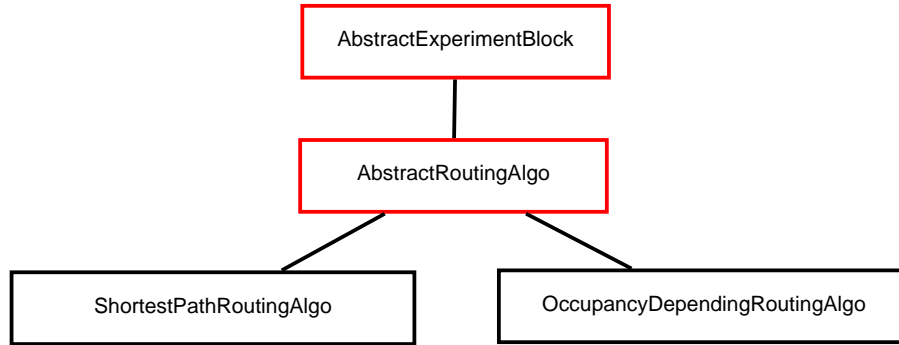 AbstractExperimentBlock
AbstractRoutingAlgo
ShortestPathRoutingAlgo
OccupancyDependingRoutingAlgo